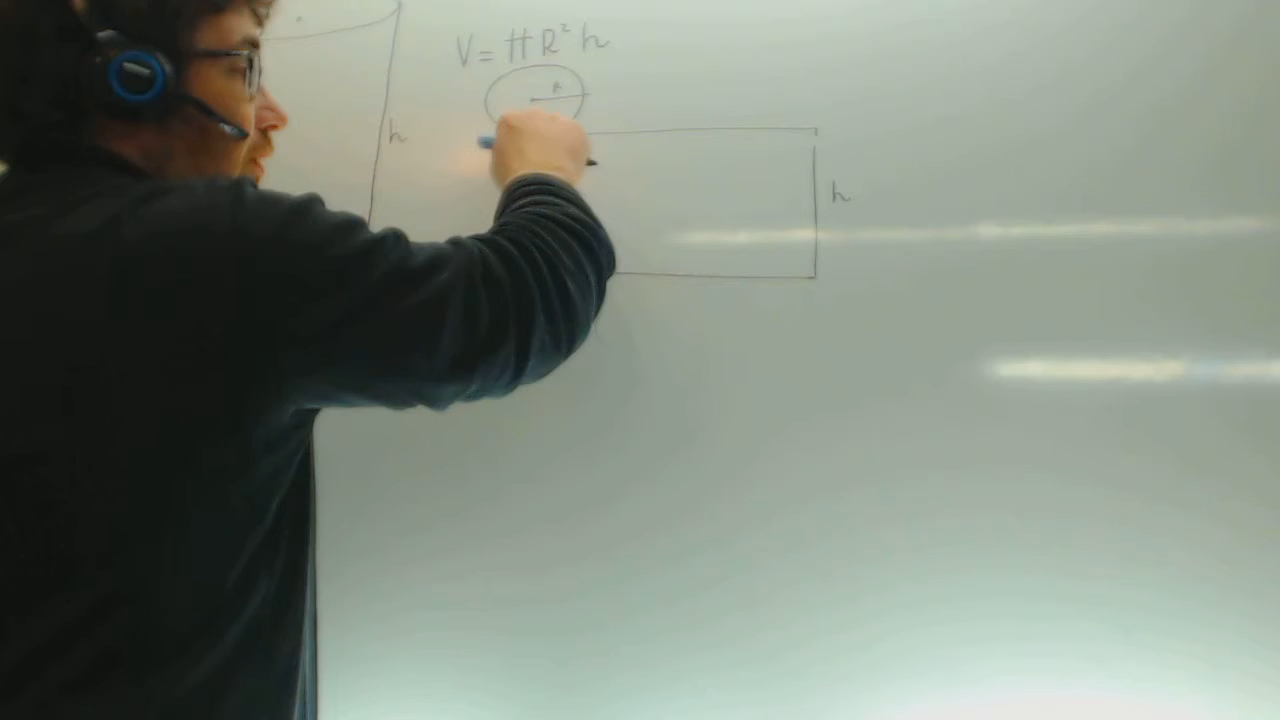 V = π R² h
R
h
h